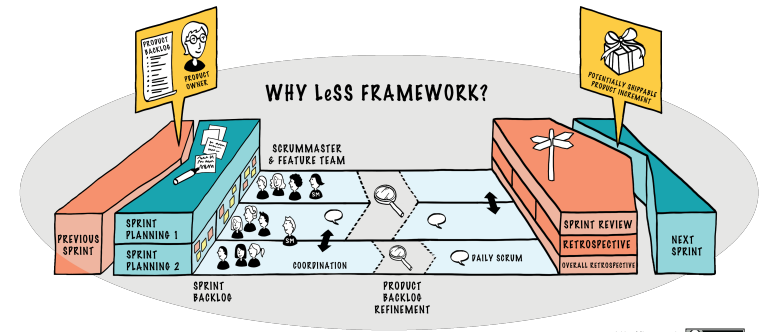 PRODUCT
BACKLOG
PRODUCT
OWNER
POTENTIALLY SHIPPABLE
PRODUCT INCREMENT
WHY LeSS FRAMEWORK?
SCRUMMASTER
& FEATURE TEAM
SM
SM
PREVIOUS
SPRINT
SPRINT
PLANNING 1
SPRINT
PLANNING 2
COORDINATION
DAILY SCRUM
SPRINT REVIEW
RETROSPECTIVE
OVERALL RETROSPECTIVE
NEXT
SPRINT
SPRINT
BACKLOG
PRODUCT
BACKLOG
REFINEMENT